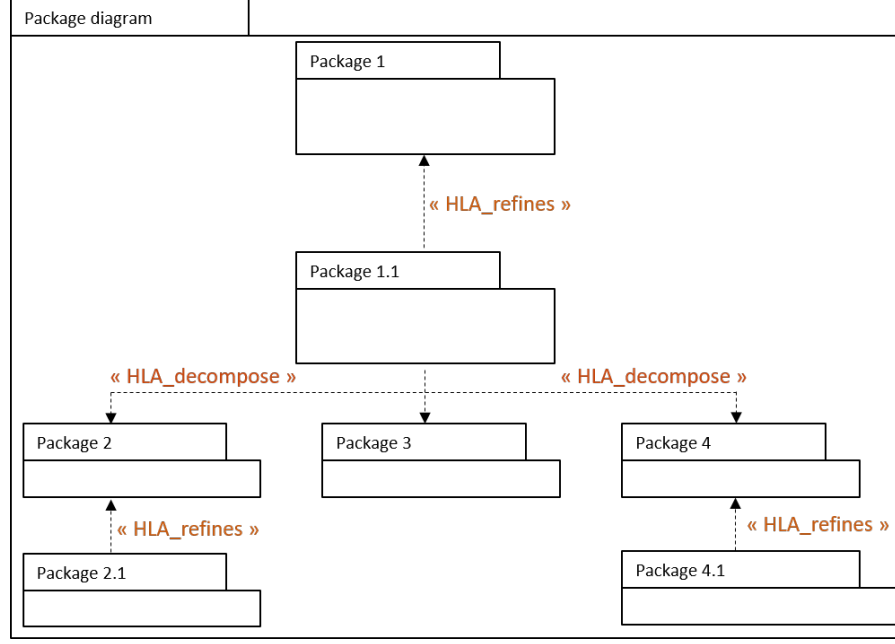 Package diagram
Package 1
« HLA_refines »
Package 1.1
« HLA_decompose »
« HLA_decompose »
Package 2
Package 3
Package 4
« HLA_refines »
« HLA_refines »
Package 2.1
Package 4.1